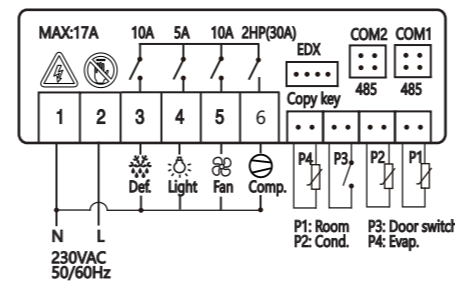 MAX:17A 10A 5A 10A 2HP(30A)
EDX
COM2 COM1
Copy key
485 485
1 2 3 4 5 6
P4 P3 P2 P1
Def. Light Fan Comp.
N L
230VAC
50/60Hz
P1: Room P3: Door switch
P2: Cond. P4: Evap.